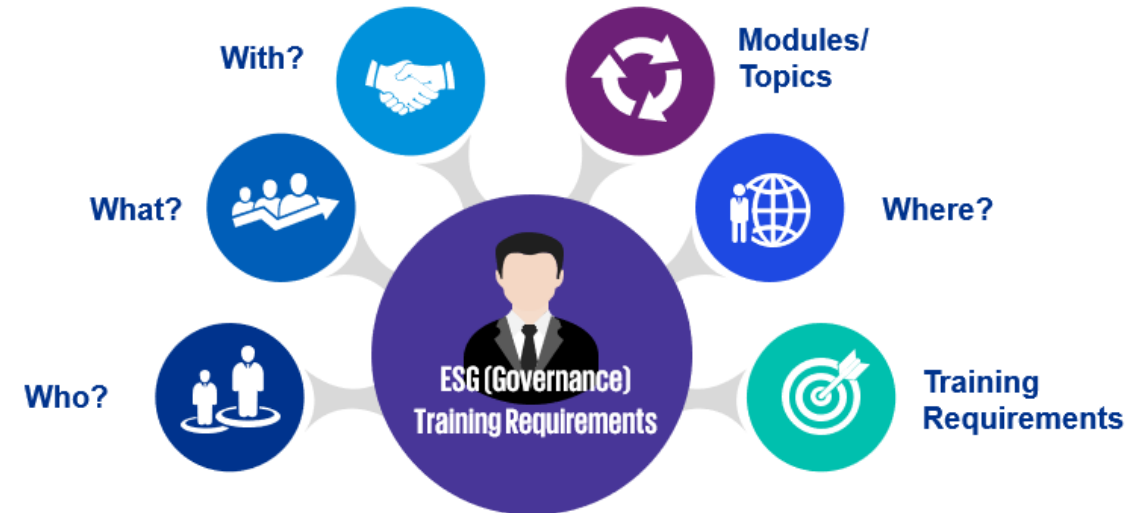 With?
Modules/
Topics
What?
Where?
Who?
ESG (Governance)
Training Requirements
Training
Requirements